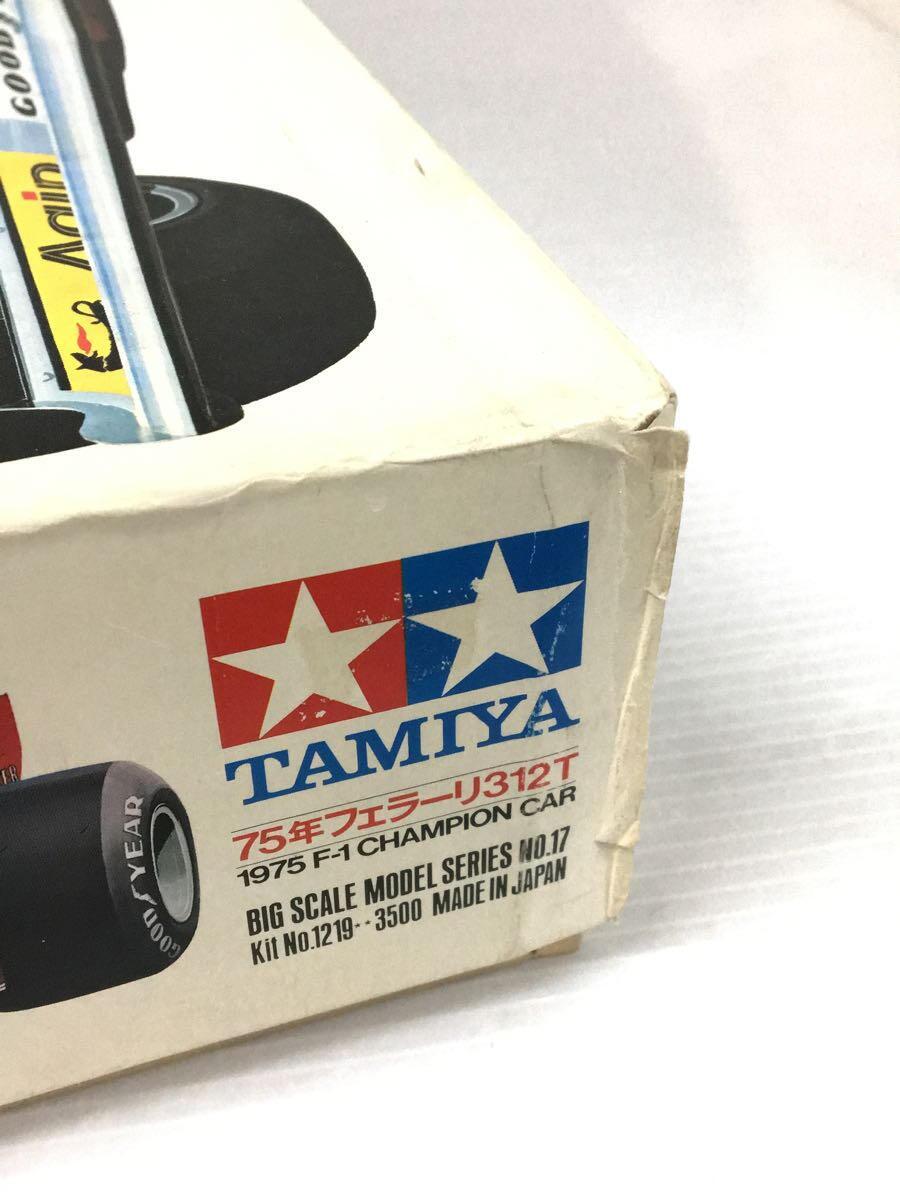 GOODY
Agip
TAMIYA
75年フェラーリ312T
1975 F-1 CHAMPION CAR
BIG SCALE MODEL SERIES NO.17
Kit No.1219**3500 MADE IN JAPAN
GOODYEAR